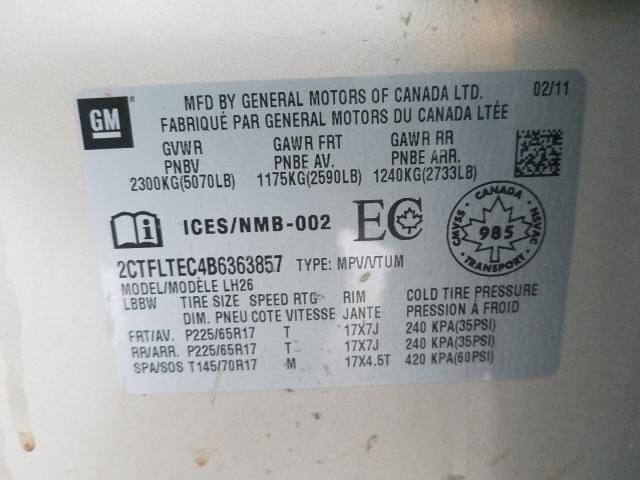 GM
MFD BY GENERAL MOTORS OF CANADA LTD. 02/11
FABRIQUÉ PAR GENERAL MOTORS DU CANADA LTÉE
GVWR GAWR FRT GAWR RR
PNBV PNBE AV. PNBE ARR.
2300KG(5070LB) 1175KG(2590LB) 1240KG(2733LB)
ICES/NMB-002 EC
CANADA
CMVSS 985 NSVAC
TRANSPORT
2CTFLTEC4B6363857 TYPE: MPV/VTUM
MODEL/MODÈLE LH26
LBBW TIRE SIZE SPEED RTG RIM COLD TIRE PRESSURE
DIM. PNEU COTE VITESSE JANTE PRESSION À FROID
FRT/AV. P225/65R17 T 17X7J 240 KPA(35PSI)
RR/ARR. P225/65R17 T 17X7J 240 KPA(35PSI)
SPA/SOS T145/70R17 M 17X4.5T 420 KPA(60PSI)